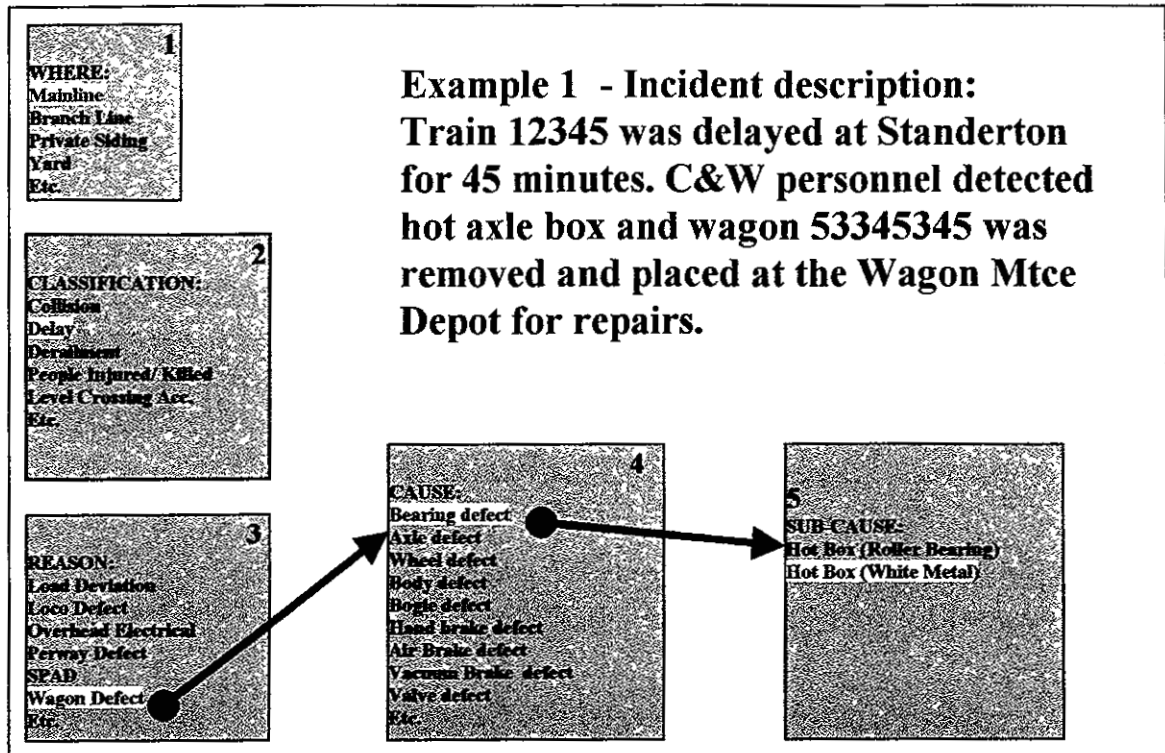 1
WHERE:
Mainline
Branch Line
Private Siding
Yard
Etc.
Example 1 - Incident description:
Train 12345 was delayed at Standerton
for 45 minutes. C&W personnel detected
hot axle box and wagon 53345345 was
removed and placed at the Wagon Mtce
Depot for repairs.
2
CLASSIFICATION:
Collision
Delay
Derailment
People Injured/ Killed
Level Crossing Acc.
Etc.
3
REASON:
Load Deviation
Loco Defect
Overhead Electrical
Perway Defect
SPAD
Wagon Defect
Etc.
4
CAUSE:
Bearing defect
Axle defect
Wheel defect
Body defect
Bogie defect
Hand brake defect
Air Brake defect
Vacuum Brake defect
Valve defect
Etc.
5
SUB CAUSE:
Hot Box (Roller Bearing)
Hot Box (White Metal)